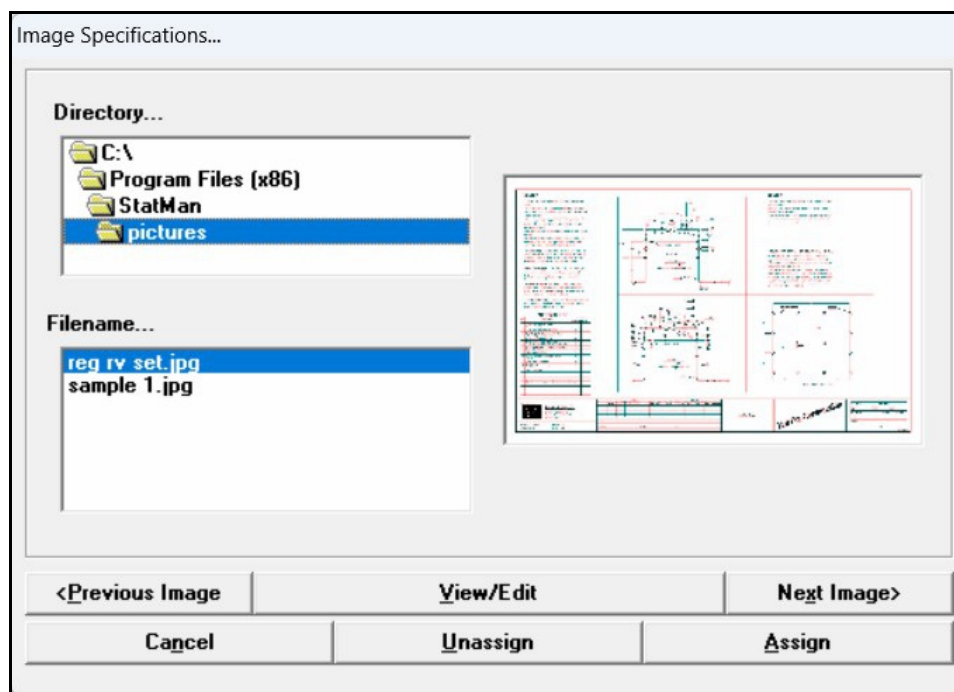 Image Specifications...
Directory...
C:\
Program Files (x86)
StatMan
pictures
Filename...
reg rv set.jpg
sample 1.jpg
<Previous Image
View/Edit
Next Image>
Cancel
Unassign
Assign